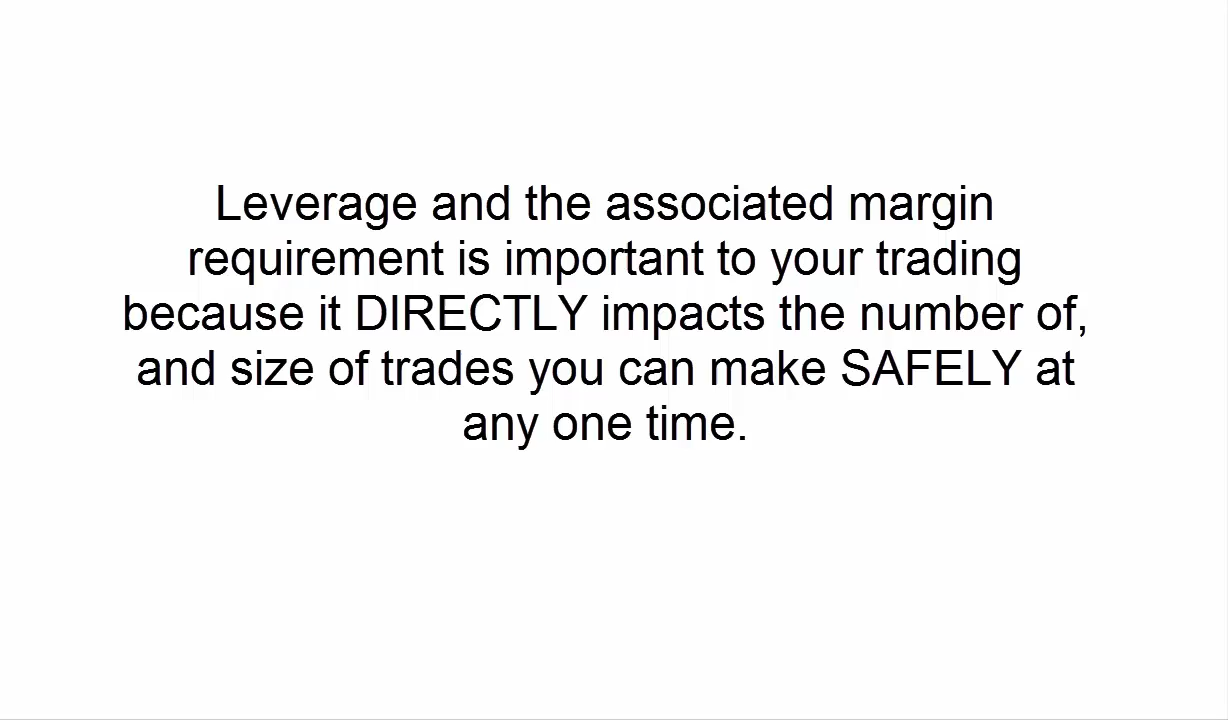 Leverage and the associated margin
requirement is important to your trading
because it DIRECTLY impacts the number of,
and size of trades you can make SAFELY at
any one time.